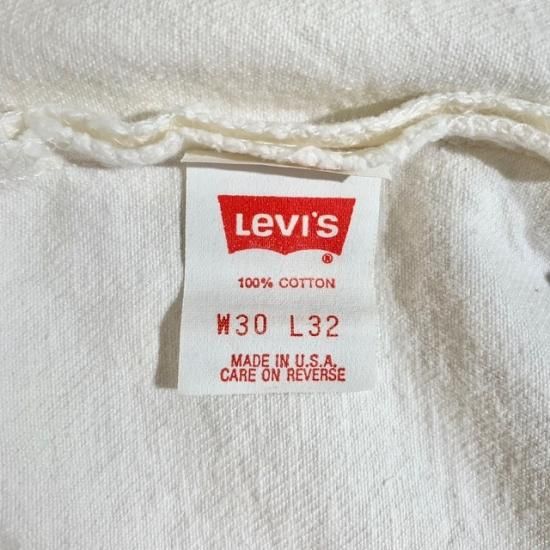 Levi's
®
100% COTTON
W30 L32
MADE IN U.S.A.
CARE ON REVERSE